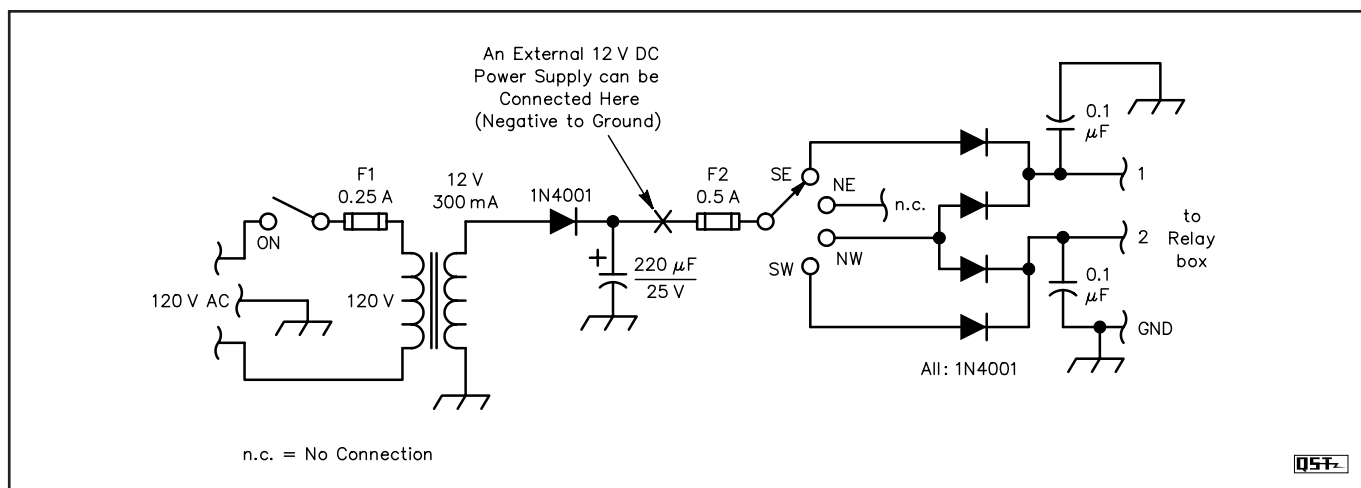 An External 12 V DC
Power Supply can be
Connected Here
(Negative to Ground)
F1
0.25 A
ON
120 V AC
120 V
12 V
300 mA
1N4001
+
220 µF
25 V
F2
0.5 A
SE
NE
n.c.
NW
SW
0.1
µF
1
2
to
Relay
box
0.1
µF
GND
All: 1N4001
n.c. = No Connection
QST